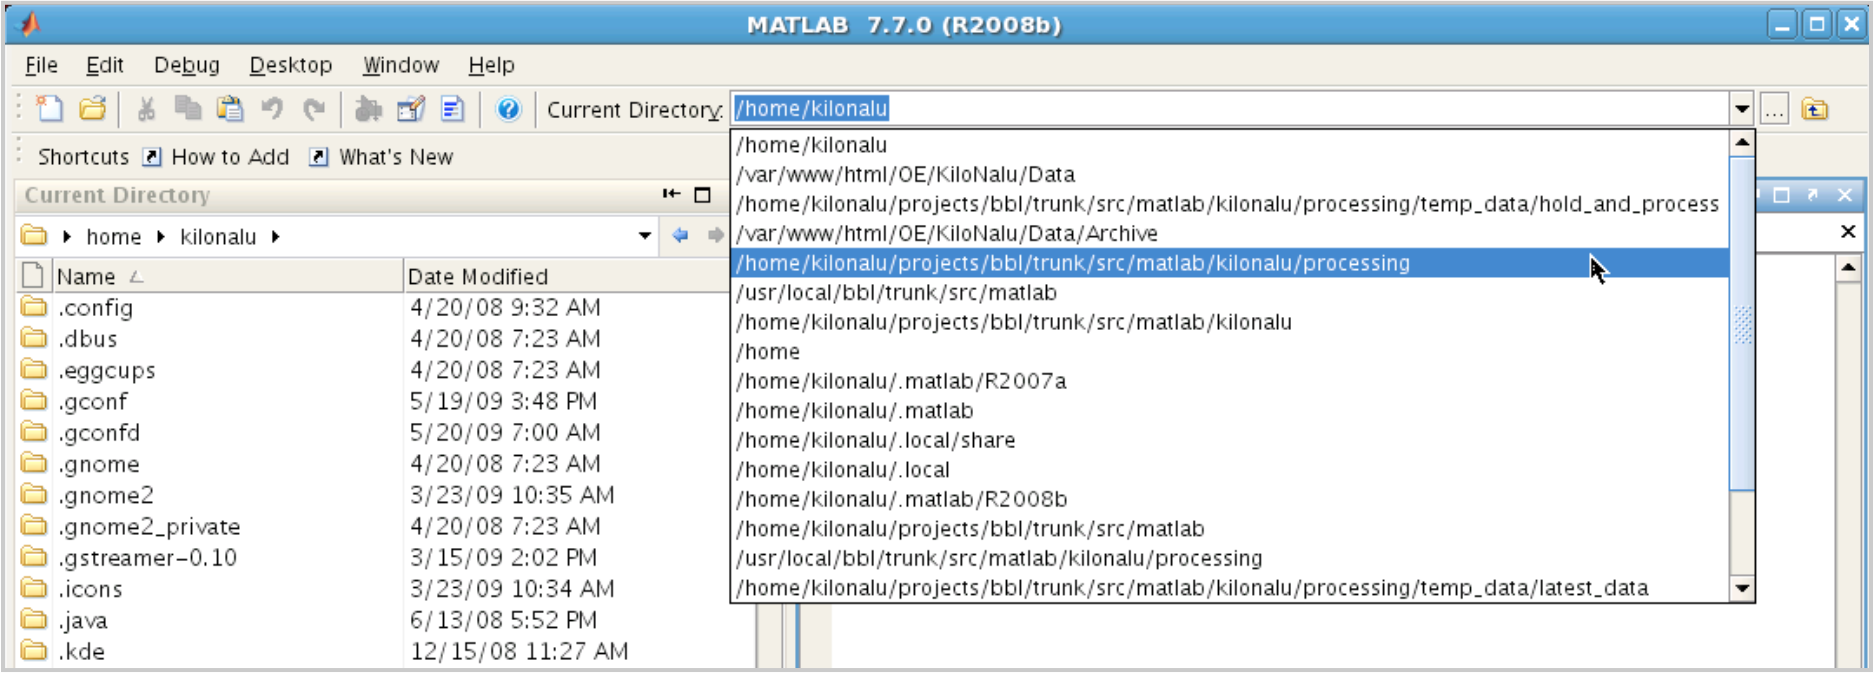 MATLAB 7.7.0 (R2008b)
File Edit Debug Desktop Window Help
Current Directory: /home/kilonalu ...
Shortcuts How to Add What's New
Current Directory
home kilonalu
Name Date Modified
.config 4/20/08 9:32 AM
.dbus 4/20/08 7:23 AM
.eggcups 4/20/08 7:23 AM
.gconf 5/19/09 3:48 PM
.gconfd 5/20/09 7:00 AM
.gnome 4/20/08 7:23 AM
.gnome2 3/23/09 10:35 AM
.gnome2_private 4/20/08 7:23 AM
.gstreamer-0.10 3/15/09 2:02 PM
.icons 3/23/09 10:34 AM
.java 6/13/08 5:52 PM
.kde 12/15/08 11:27 AM
/home/kilonalu
/var/www/html/OE/KiloNalu/Data
/home/kilonalu/projects/bbl/trunk/src/matlab/kilonalu/processing/temp_data/hold_and_process
/var/www/html/OE/KiloNalu/Data/Archive
/home/kilonalu/projects/bbl/trunk/src/matlab/kilonalu/processing
/usr/local/bbl/trunk/src/matlab
/home/kilonalu/projects/bbl/trunk/src/matlab/kilonalu
/home
/home/kilonalu/.matlab/R2007a
/home/kilonalu/.matlab
/home/kilonalu/.local/share
/home/kilonalu/.local
/home/kilonalu/.matlab/R2008b
/home/kilonalu/projects/bbl/trunk/src/matlab
/usr/local/bbl/trunk/src/matlab/kilonalu/processing
/home/kilonalu/projects/bbl/trunk/src/matlab/kilonalu/processing/temp_data/latest_data